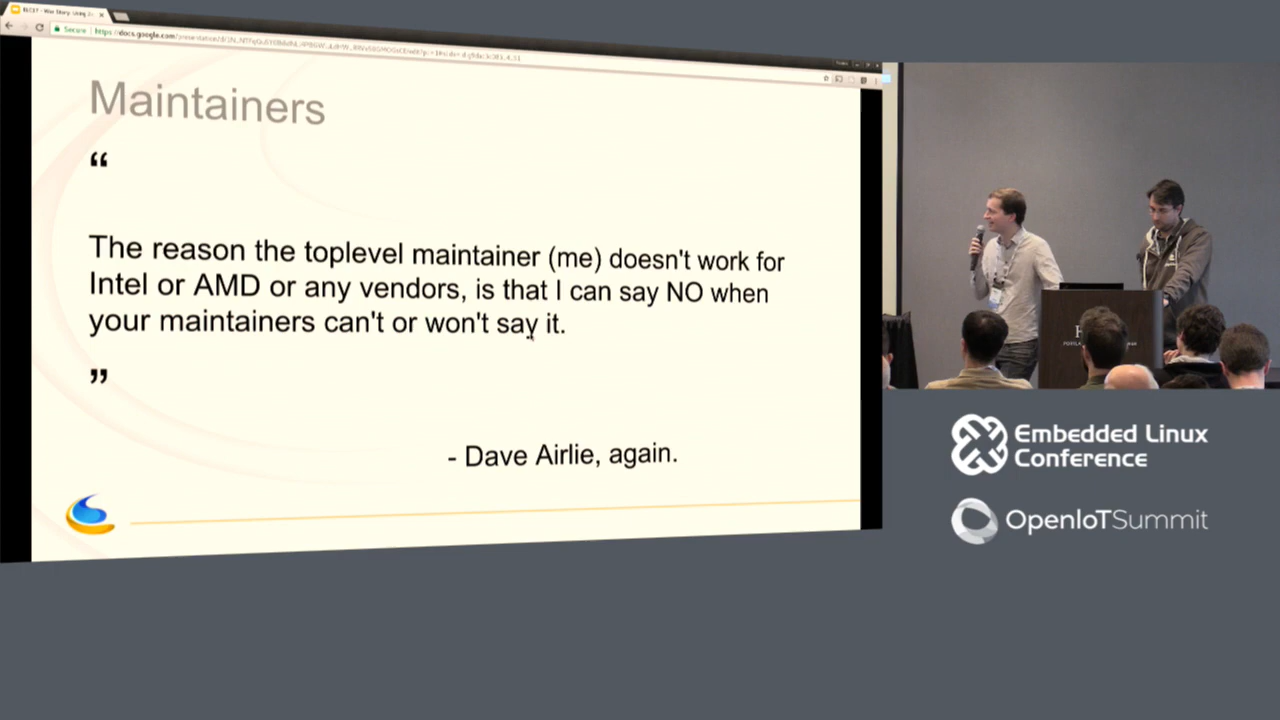 Secure
Maintainers
“
The reason the toplevel maintainer (me) doesn't work for
Intel or AMD or any vendors, is that I can say NO when
your maintainers can't or won't say it.
”
- Dave Airlie, again.
Embedded Linux
Conference
OpenIoTSummit